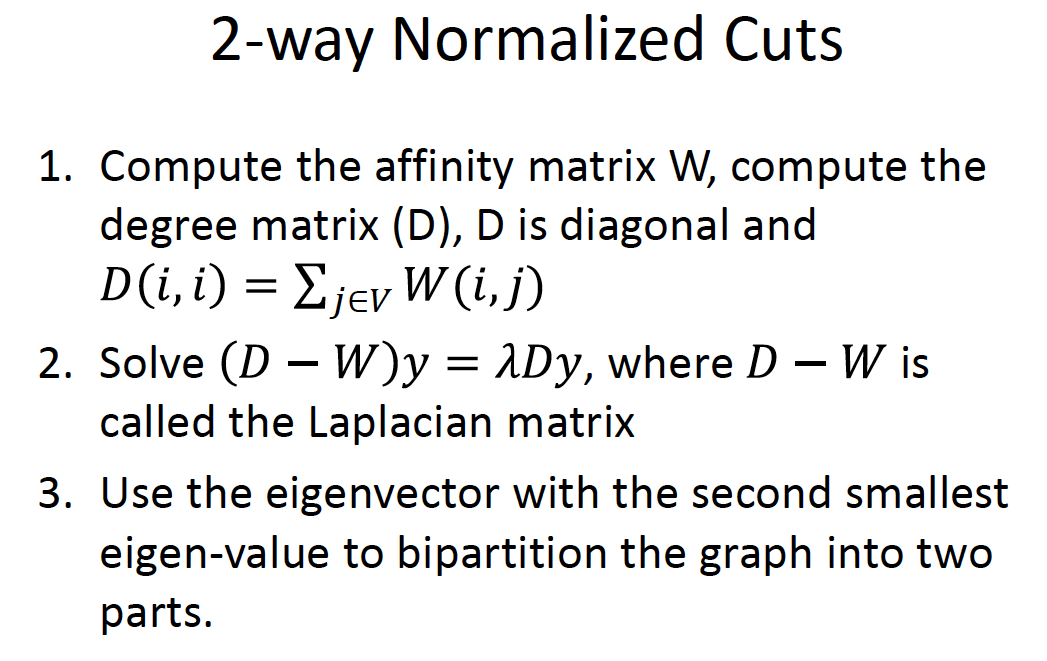 2-way Normalized Cuts
1. Compute the affinity matrix W, compute the
degree matrix (D), D is diagonal and
D(i, i) = ∑_{j∈V} W(i, j)
2. Solve (D − W)y = λDy, where D − W is
called the Laplacian matrix
3. Use the eigenvector with the second smallest
eigen-value to bipartition the graph into two
parts.